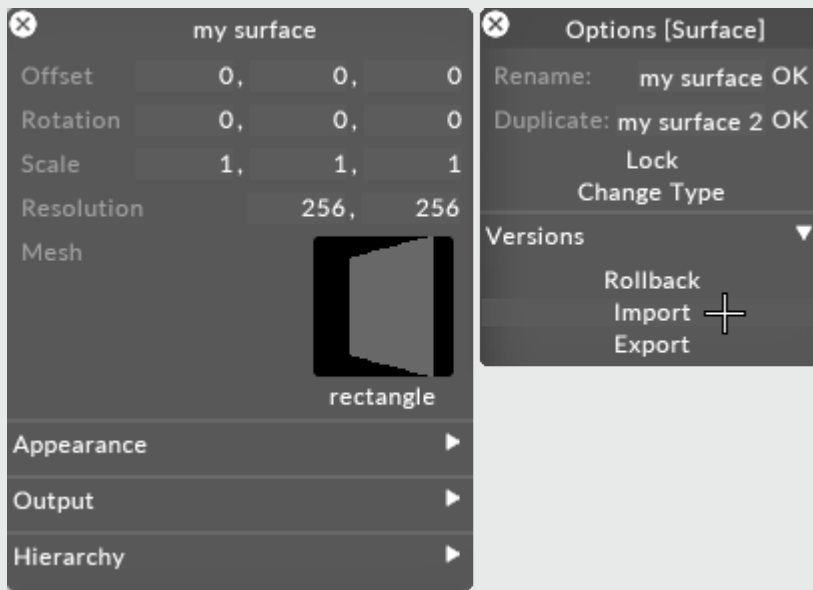 my surface
Offset 0, 0, 0
Rotation 0, 0, 0
Scale 1, 1, 1
Resolution 256, 256
Mesh
rectangle
Appearance
Output
Hierarchy
Options [Surface]
Rename: my surface OK
Duplicate: my surface 2 OK
Lock
Change Type
Versions
Rollback
Import
Export